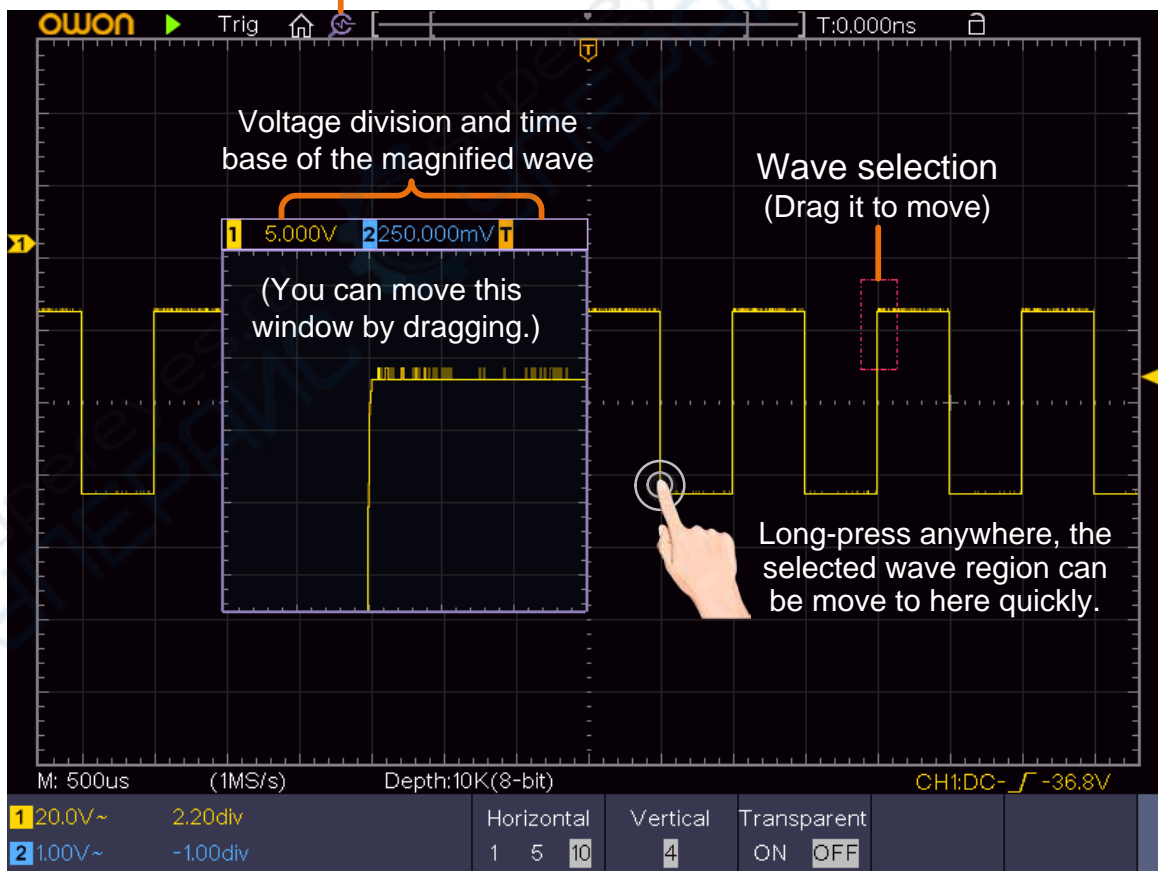 owon Trig T:0.000ns
T
Voltage division and time
base of the magnified wave
Wave selection
(Drag it to move)
1 5.000V 2 250.000mV T
1
(You can move this
window by dragging.)
Long-press anywhere, the
selected wave region can
be move to here quickly.
M: 500us (1MS/s) Depth:10K(8-bit) CH1:DC- -36.8V
1 20.0V~ 2.20div Horizontal Vertical Transparent
2 1.00V~ -1.00div 1 5 10 4 ON OFF